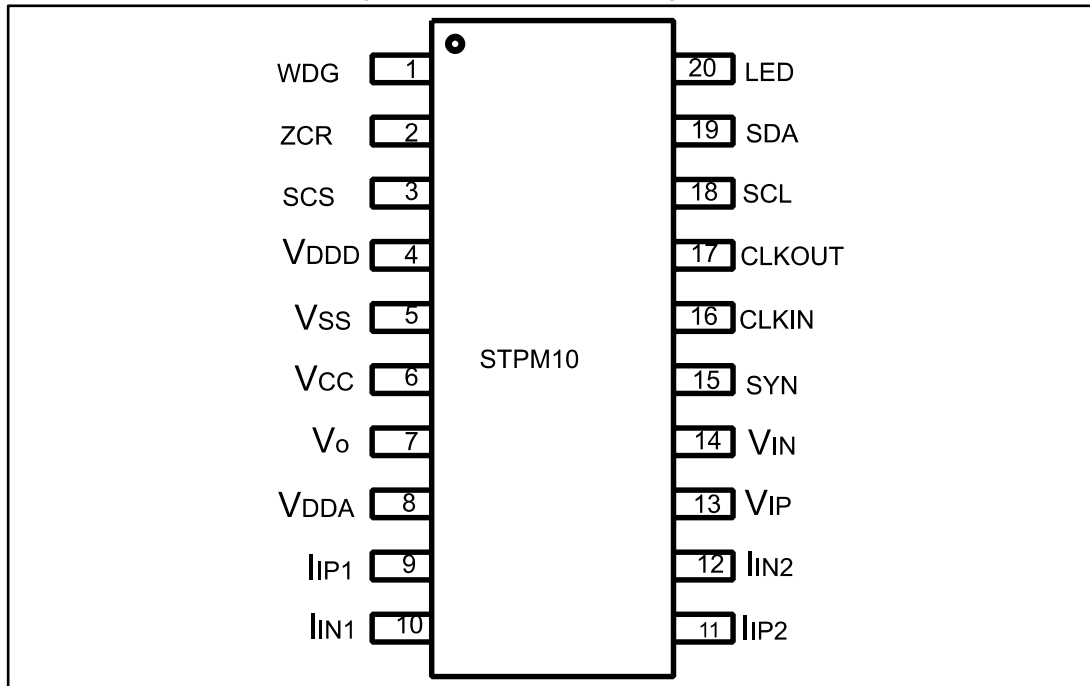 WDG 1 20 LED
ZCR 2 19 SDA
SCS 3 18 SCL
VDDD 4 17 CLKOUT
VSS 5 16 CLKIN
STPM10
VCC 6 15 SYN
Vo 7 14 VIN
VDDA 8 13 VIP
IIP1 9 12 IIN2
IIN1 10 11 IIP2